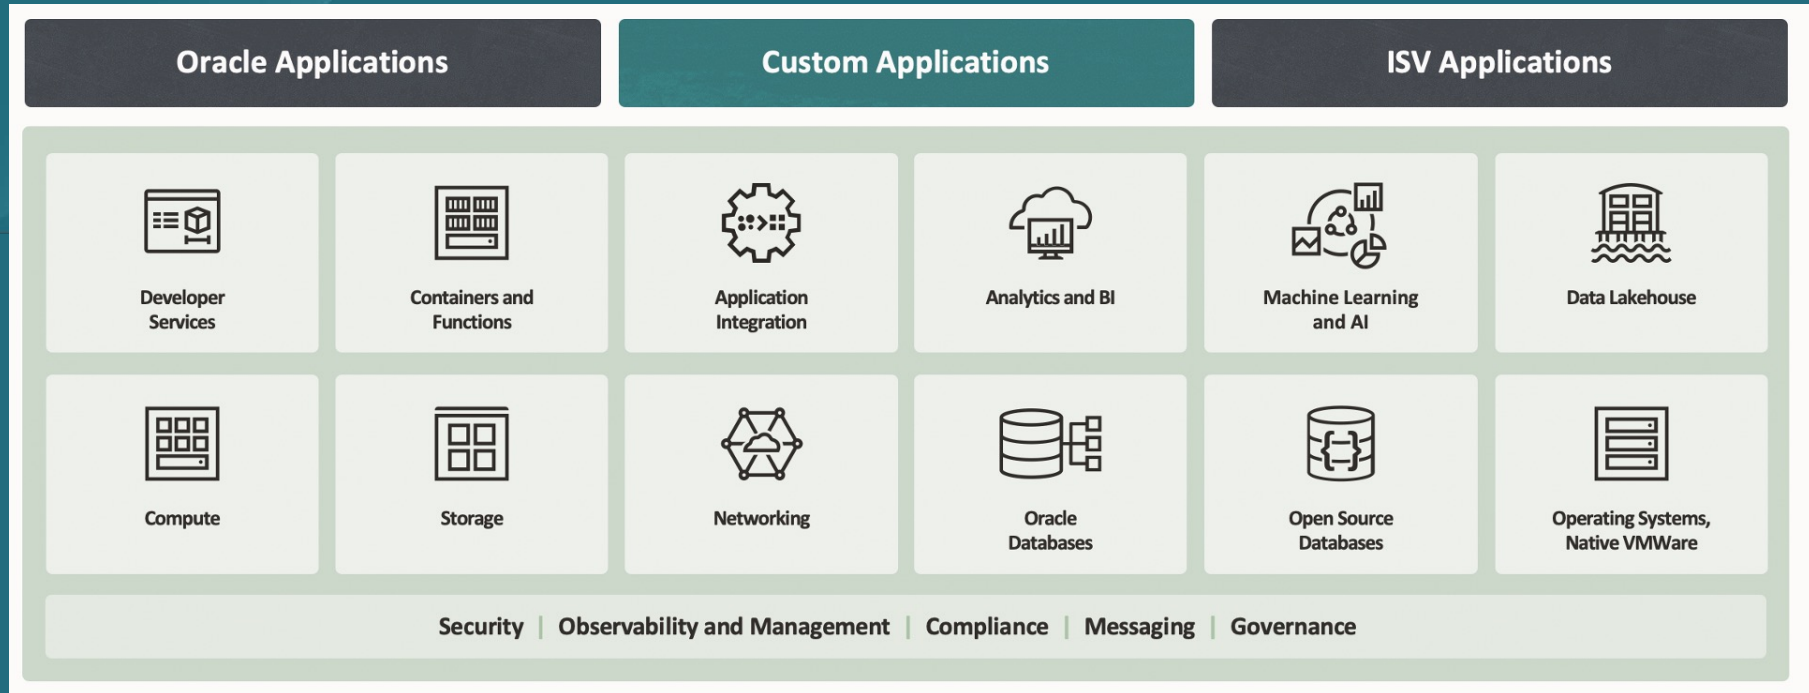 Oracle Applications
Custom Applications
ISV Applications
Developer
Services
Containers and
Functions
Application
Integration
Analytics and BI
Machine Learning
and AI
Data Lakehouse
Compute
Storage
Networking
Oracle
Databases
Open Source
Databases
Operating Systems,
Native VMWare
Security | Observability and Management | Compliance | Messaging | Governance